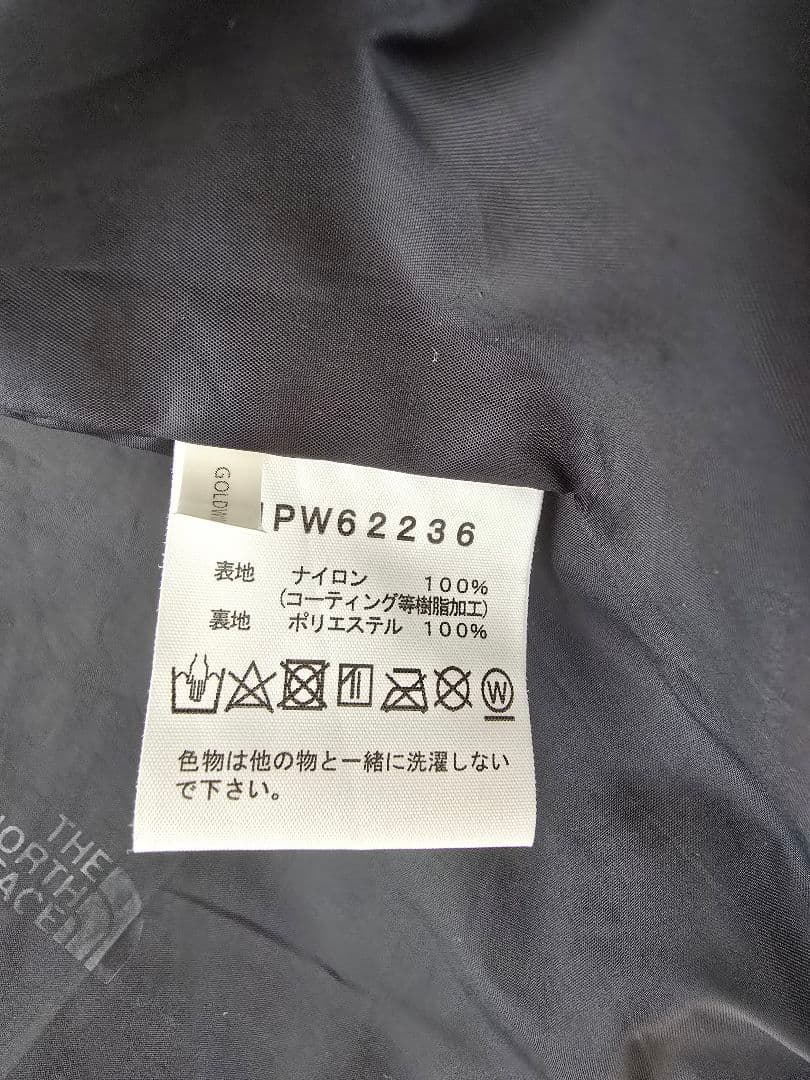 GOLDW
PW62236
表地 ナイロン 100%
(コーティング等樹脂加工)
裏地 ポリエステル 100%
W
色物は他の物と一緒に洗濯しない
で下さい。
THE
NORTH
FACE